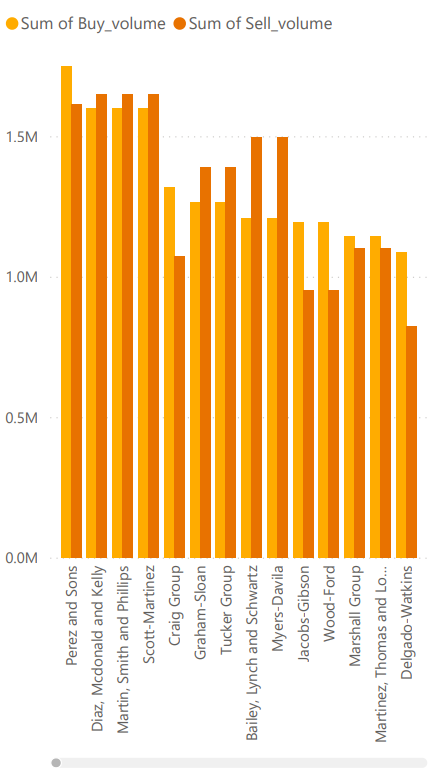 Sum of Buy_volume Sum of Sell_volume
1.5M
1.0M
0.5M
0.0M
Perez and Sons
Diaz, Mcdonald and Kelly
Martin, Smith and Phillips
Scott-Martinez
Craig Group
Graham-Sloan
Tucker Group
Bailey, Lynch and Schwartz
Myers-Davila
Jacobs-Gibson
Wood-Ford
Marshall Group
Martinez, Thomas and Lo...
Delgado-Watkins